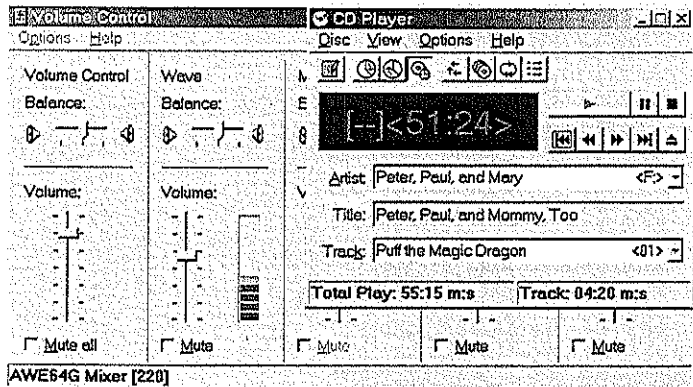 Volume Control
Options Help
Volume Control
Balance:
Volume:
Mute all
Wave
Balance:
Volume:
Mute
Mute
Mute
Mute
AWE64G Mixer [220]
CD Player
Disc View Options Help
[--]<51:24>
Artist: Peter, Paul, and Mary <F:>
Title: Peter, Paul, and Mommy, Too
Track: Puff the Magic Dragon <01>
Total Play: 55:15 m:s Track: 04:20 m:s